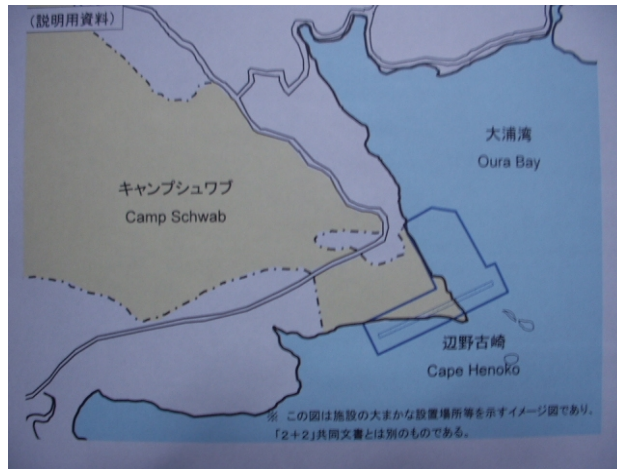 （説明用資料）
大浦湾
Oura Bay
キャンプシュワブ
Camp Schwab
辺野古崎
Cape Henoko
※ この図は施設の大まかな設置場所等を示すイメージ図であり、
「2+2」共同文書とは別のものである。